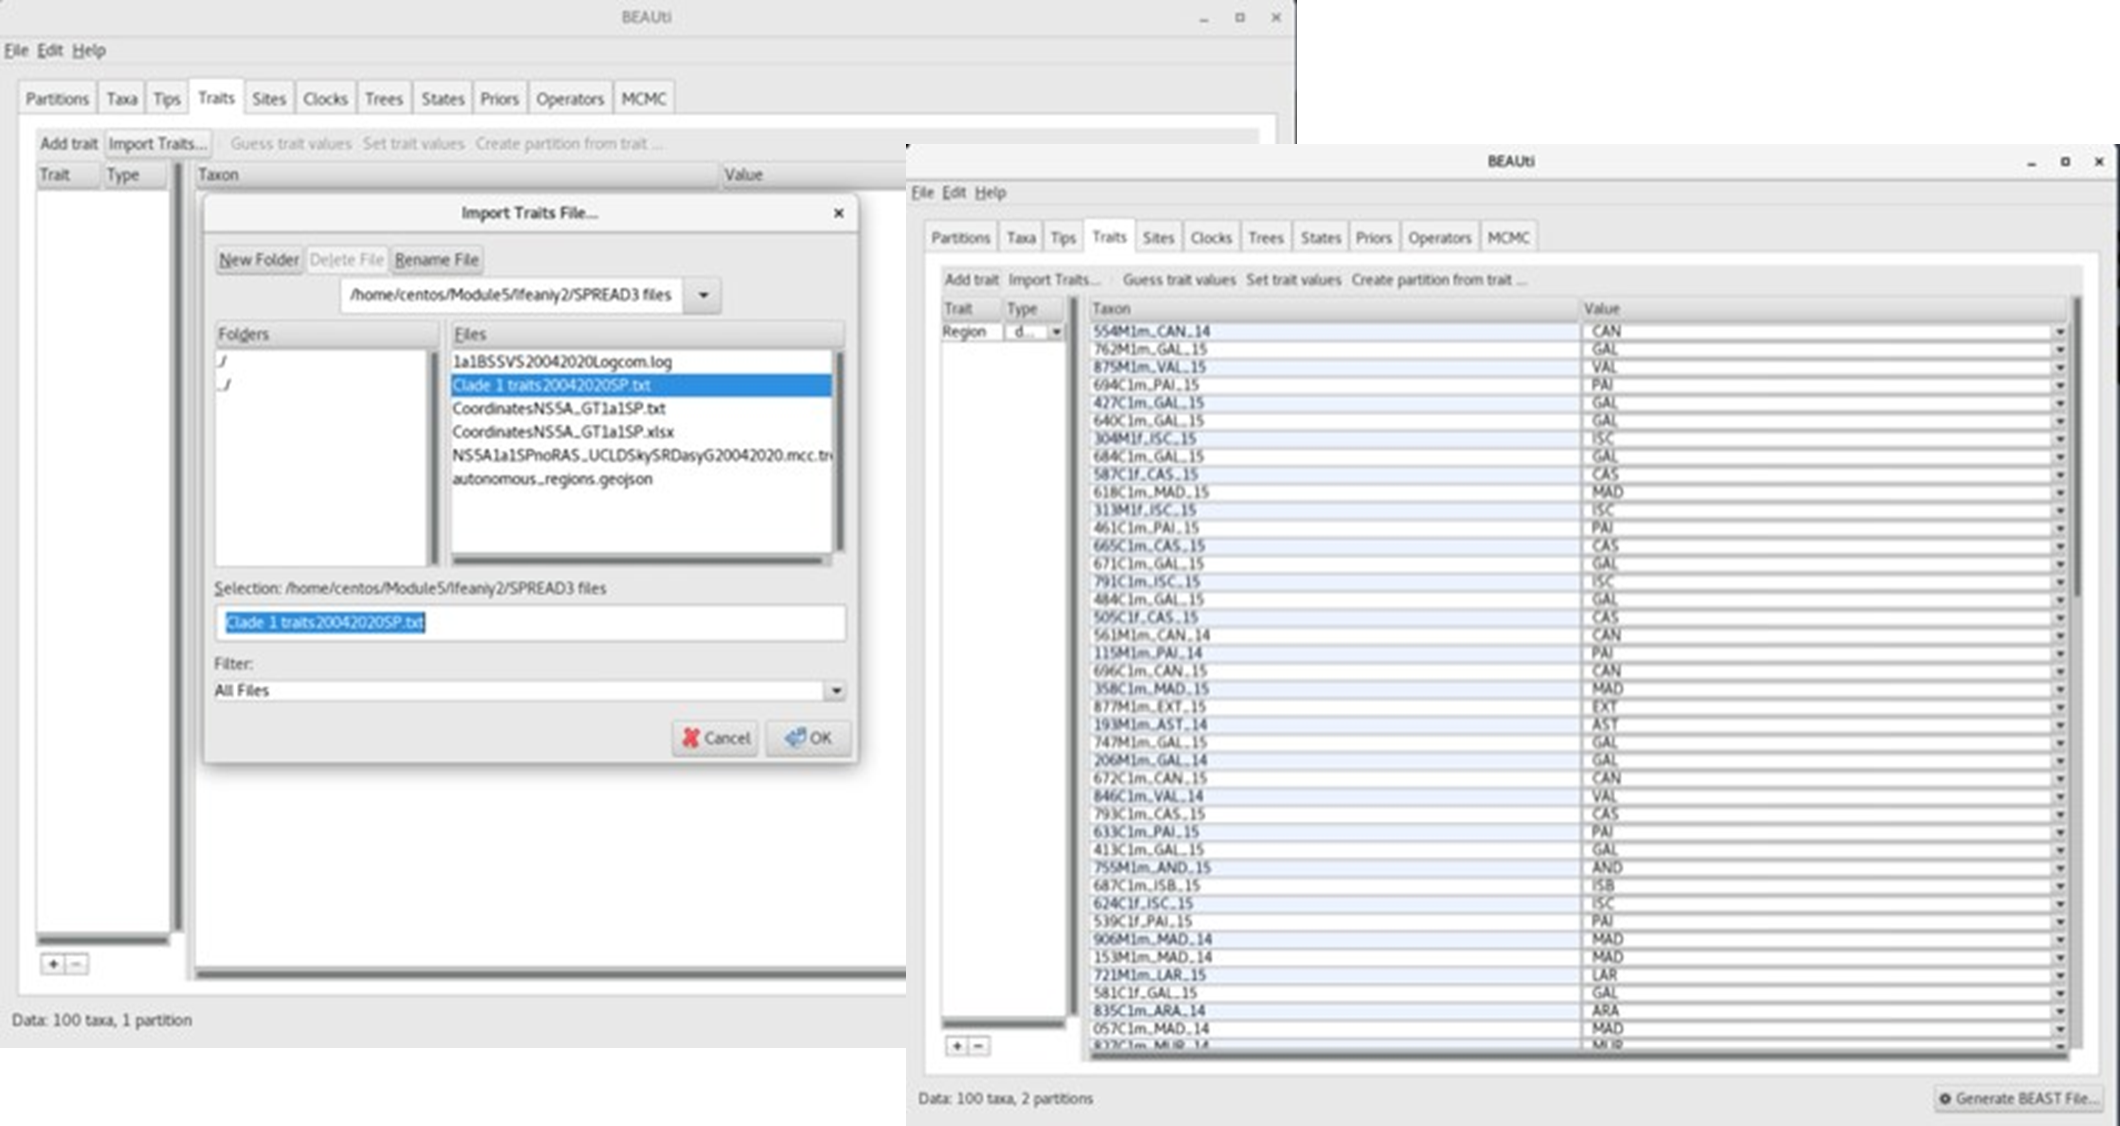 BEAUti
File Edit Help
Partitions Taxa Tips Traits Sites Clocks Trees States Priors Operators MCMC
Add trait Import Traits... Guess trait values Set trait values Create partition from trait ...
Trait Type Taxon Value
Import Traits File...
New Folder Delete File Rename File
/home/centos/Module5/Ifeaniy2/SPREAD3 files
Folders Files
./
../
1a1BSSVS20042020Logcom.log
Clade 1 traits20042020SP.txt
CoordinatesNS5A_GT1a1SP.txt
CoordinatesNS5A_GT1a1SP.xlsx
NS5A1a1SPnoRAS_UCLDSkySRDasyG20042020.mcc.tre
autonomous_regions.geojson
Selection: /home/centos/Module5/Ifeaniy2/SPREAD3 files
Clade 1 traits20042020SP.txt
Filter:
All Files
Cancel OK
+ -
Data: 100 taxa, 1 partition
BEAUti
File Edit Help
Partitions Taxa Tips Traits Sites Clocks Trees States Priors Operators MCMC
Add trait Import Traits... Guess trait values Set trait values Create partition from trait ...
Trait Type Taxon Value
Region d... 554M1m_CAN_14 CAN
762M1m_GAL_15 GAL
875M1m_VAL_15 VAL
694C1m_PAI_15 PAI
427C1m_GAL_15 GAL
640C1m_GAL_15 GAL
304M1f_ISC_15 ISC
684C1m_GAL_15 GAL
587C1f_CAS_15 CAS
618C1m_MAD_15 MAD
313M1f_ISC_15 ISC
461C1m_PAI_15 PAI
665C1m_CAS_15 CAS
671C1m_GAL_15 GAL
791C1m_ISC_15 ISC
484C1m_GAL_15 GAL
505C1f_CAS_15 CAS
561M1m_CAN_14 CAN
115M1m_PAI_14 PAI
696C1m_CAN_15 CAN
358C1m_MAD_15 MAD
877M1m_EXT_15 EXT
193M1m_AST_14 AST
747M1m_GAL_15 GAL
206M1m_GAL_14 GAL
672C1m_CAN_15 CAN
846C1m_VAL_14 VAL
793C1m_CAS_15 CAS
633C1m_PAI_15 PAI
413C1m_GAL_15 GAL
755M1m_AND_15 AND
687C1m_ISB_15 ISB
624C1f_ISC_15 ISC
539C1f_PAI_15 PAI
906M1m_MAD_14 MAD
153M1m_MAD_14 MAD
721M1m_LAR_15 LAR
581C1f_GAL_15 GAL
835C1m_ARA_14 ARA
057C1m_MAD_14 MAD
827C1m_MUR_14 MUR
+ -
Data: 100 taxa, 2 partitions
Generate BEAST File...